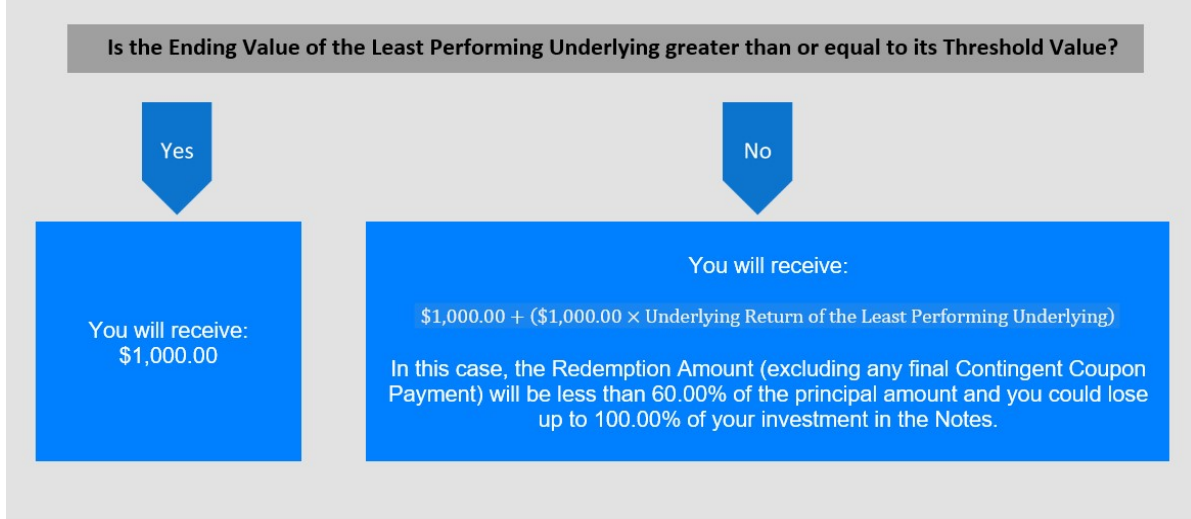 Is the Ending Value of the Least Performing Underlying greater than or equal to its Threshold Value?
Yes
No
You will receive:
$1,000.00
You will receive:
$1,000.00 + ($1,000.00 × Underlying Return of the Least Performing Underlying)
In this case, the Redemption Amount (excluding any final Contingent Coupon
Payment) will be less than 60.00% of the principal amount and you could lose
up to 100.00% of your investment in the Notes.